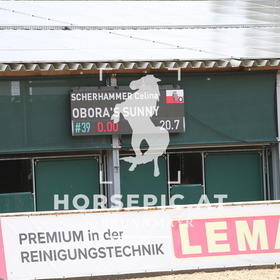 SCHERHAMMER Celina
OBORA'S SUNNY
#39 0.00 20.7
HORSEPIC.AT
PREMIUM in der
REINIGUNGSTECHNIK
LEMA